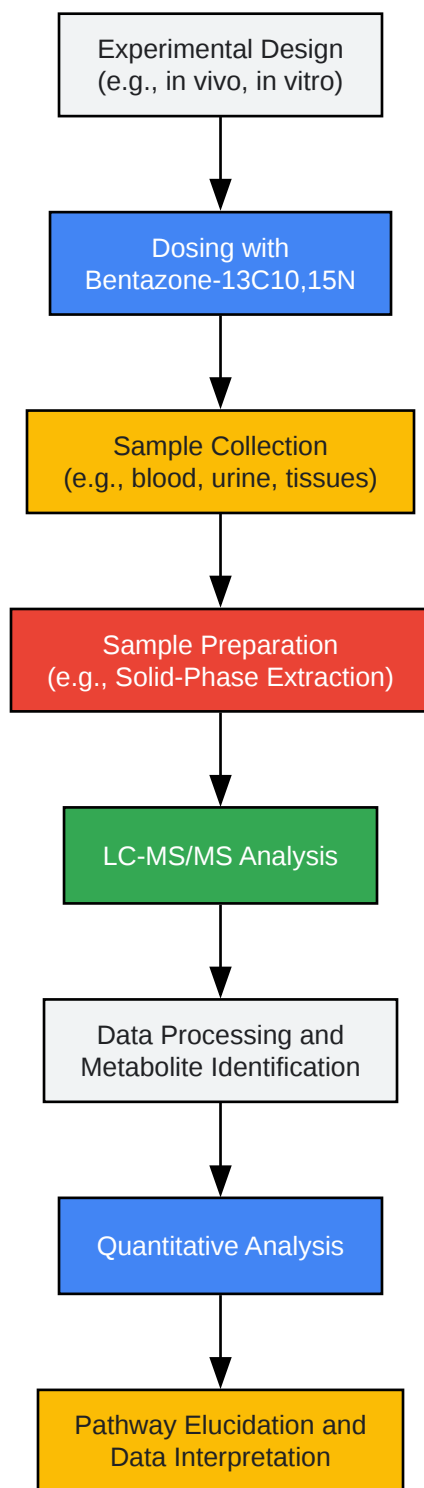 Experimental Design
(e.g., in vivo, in vitro)
Dosing with
Bentazone-13C10,15N
Sample Collection
(e.g., blood, urine, tissues)
Sample Preparation
(e.g., Solid-Phase Extraction)
LC-MS/MS Analysis
Data Processing and
Metabolite Identification
Quantitative Analysis
Pathway Elucidation and
Data Interpretation